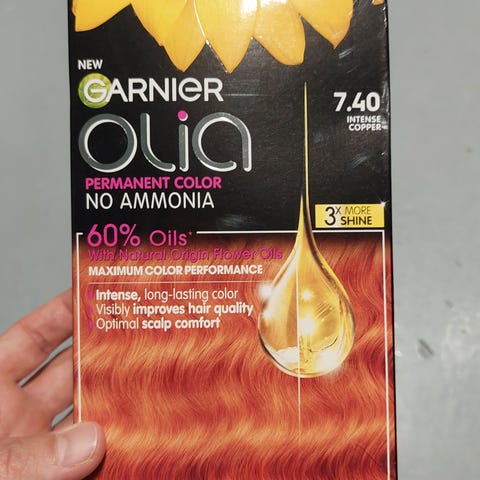 NEW
GARNIER
OLIA
7.40
INTENSE
COPPER
PERMANENT COLOR
NO AMMONIA
3X MORE
SHINE
60% Oils*
With Natural Origin Flower Oils
MAXIMUM COLOR PERFORMANCE
Intense, long-lasting color
Visibly improves hair quality
Optimal scalp comfort